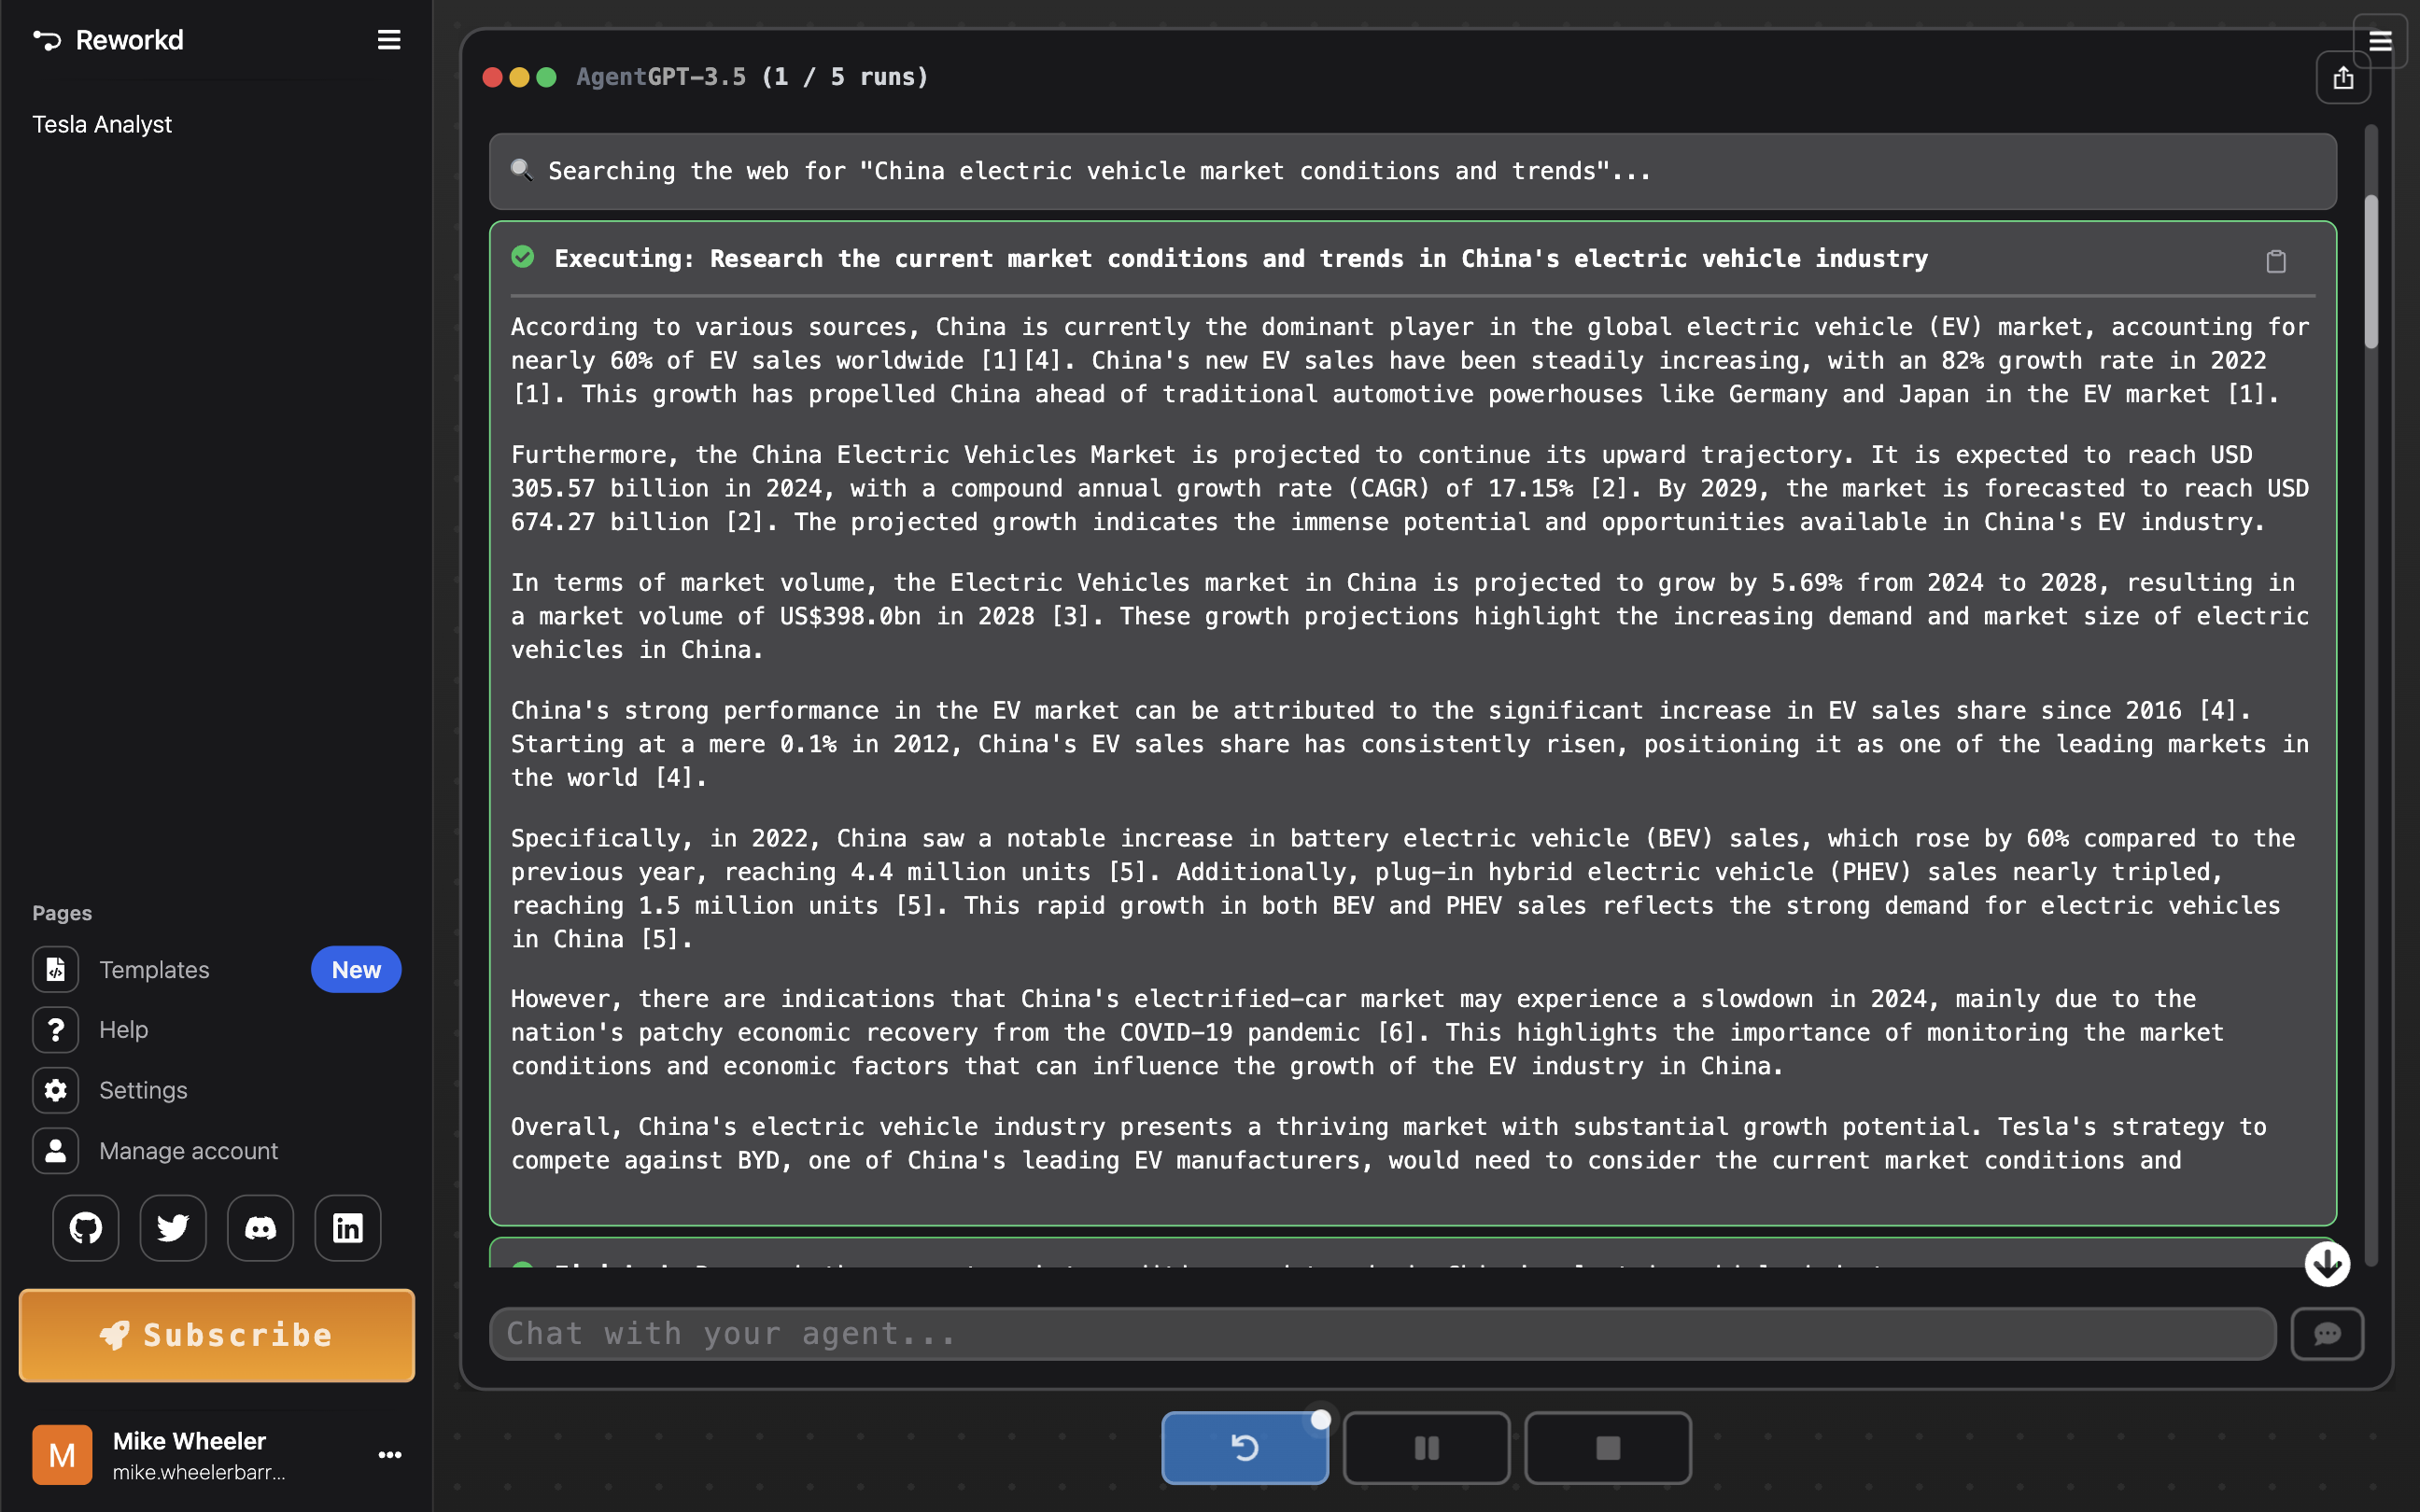 Reworkd
Tesla Analyst
Pages
Templates
New
Help
Settings
Manage account
Subscribe
M
Mike Wheeler
mike.wheelerbarr...
AgentGPT-3.5 (1 / 5 runs)
Searching the web for "China electric vehicle market conditions and trends"...
Executing: Research the current market conditions and trends in China's electric vehicle industry
According to various sources, China is currently the dominant player in the global electric vehicle (EV) market, accounting for
nearly 60% of EV sales worldwide [1][4]. China's new EV sales have been steadily increasing, with an 82% growth rate in 2022
[1]. This growth has propelled China ahead of traditional automotive powerhouses like Germany and Japan in the EV market [1].
Furthermore, the China Electric Vehicles Market is projected to continue its upward trajectory. It is expected to reach USD
305.57 billion in 2024, with a compound annual growth rate (CAGR) of 17.15% [2]. By 2029, the market is forecasted to reach USD
674.27 billion [2]. The projected growth indicates the immense potential and opportunities available in China's EV industry.
In terms of market volume, the Electric Vehicles market in China is projected to grow by 5.69% from 2024 to 2028, resulting in
a market volume of US$398.0bn in 2028 [3]. These growth projections highlight the increasing demand and market size of electric
vehicles in China.
China's strong performance in the EV market can be attributed to the significant increase in EV sales share since 2016 [4].
Starting at a mere 0.1% in 2012, China's EV sales share has consistently risen, positioning it as one of the leading markets in
the world [4].
Specifically, in 2022, China saw a notable increase in battery electric vehicle (BEV) sales, which rose by 60% compared to the
previous year, reaching 4.4 million units [5]. Additionally, plug-in hybrid electric vehicle (PHEV) sales nearly tripled,
reaching 1.5 million units [5]. This rapid growth in both BEV and PHEV sales reflects the strong demand for electric vehicles
in China [5].
However, there are indications that China's electrified-car market may experience a slowdown in 2024, mainly due to the
nation's patchy economic recovery from the COVID-19 pandemic [6]. This highlights the importance of monitoring the market
conditions and economic factors that can influence the growth of the EV industry in China.
Overall, China's electric vehicle industry presents a thriving market with substantial growth potential. Tesla's strategy to
compete against BYD, one of China's leading EV manufacturers, would need to consider the current market conditions and
Chat with your agent...